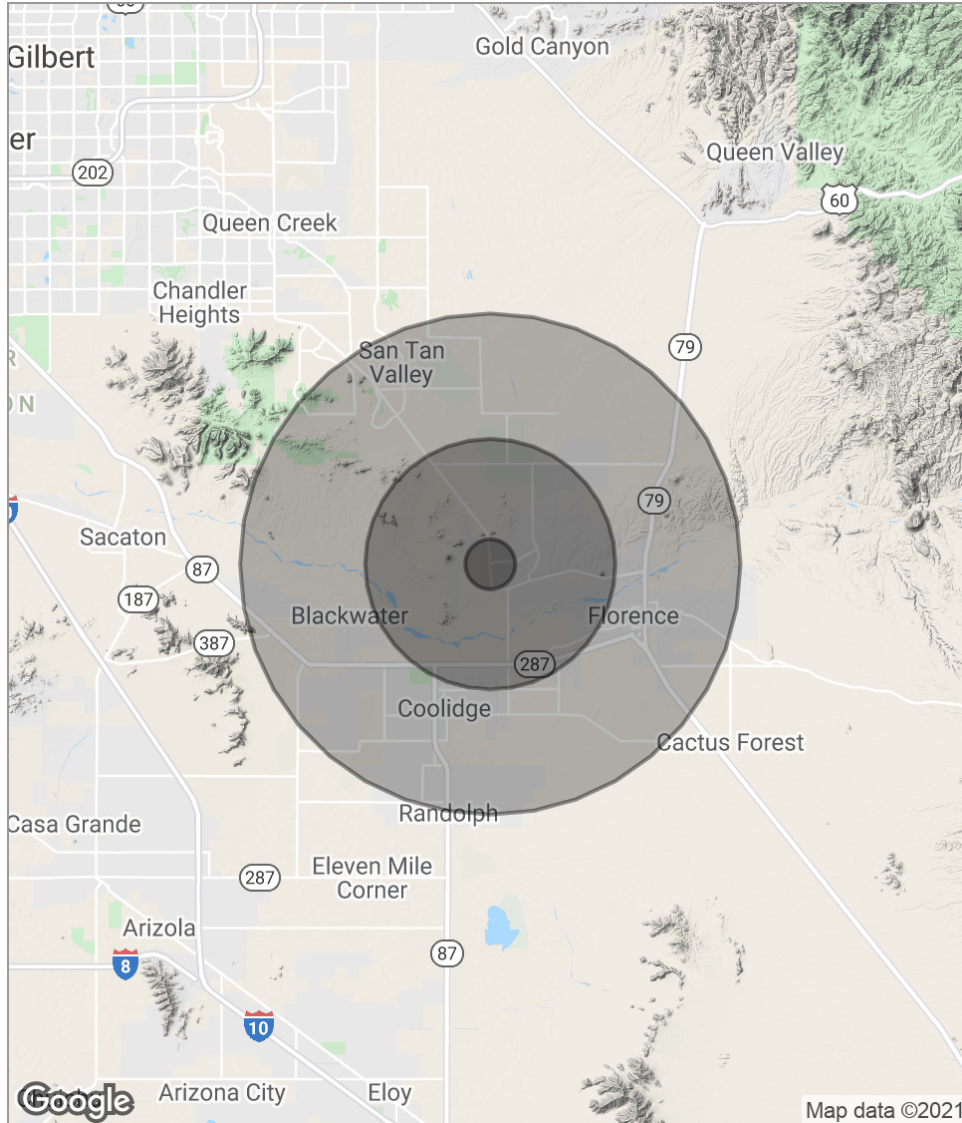 Gold Canyon
Gilbert
er
202
Queen Valley
60
Queen Creek
Chandler
Heights
79
San Tan
Valley
ON
79
Sacaton
87
187
387
Blackwater
Florence
287
Coolidge
Cactus Forest
Randolph
Casa Grande
Eleven Mile
Corner
287
Arizola
87
8
10
Arizona City
Eloy
Google
Map data ©2021